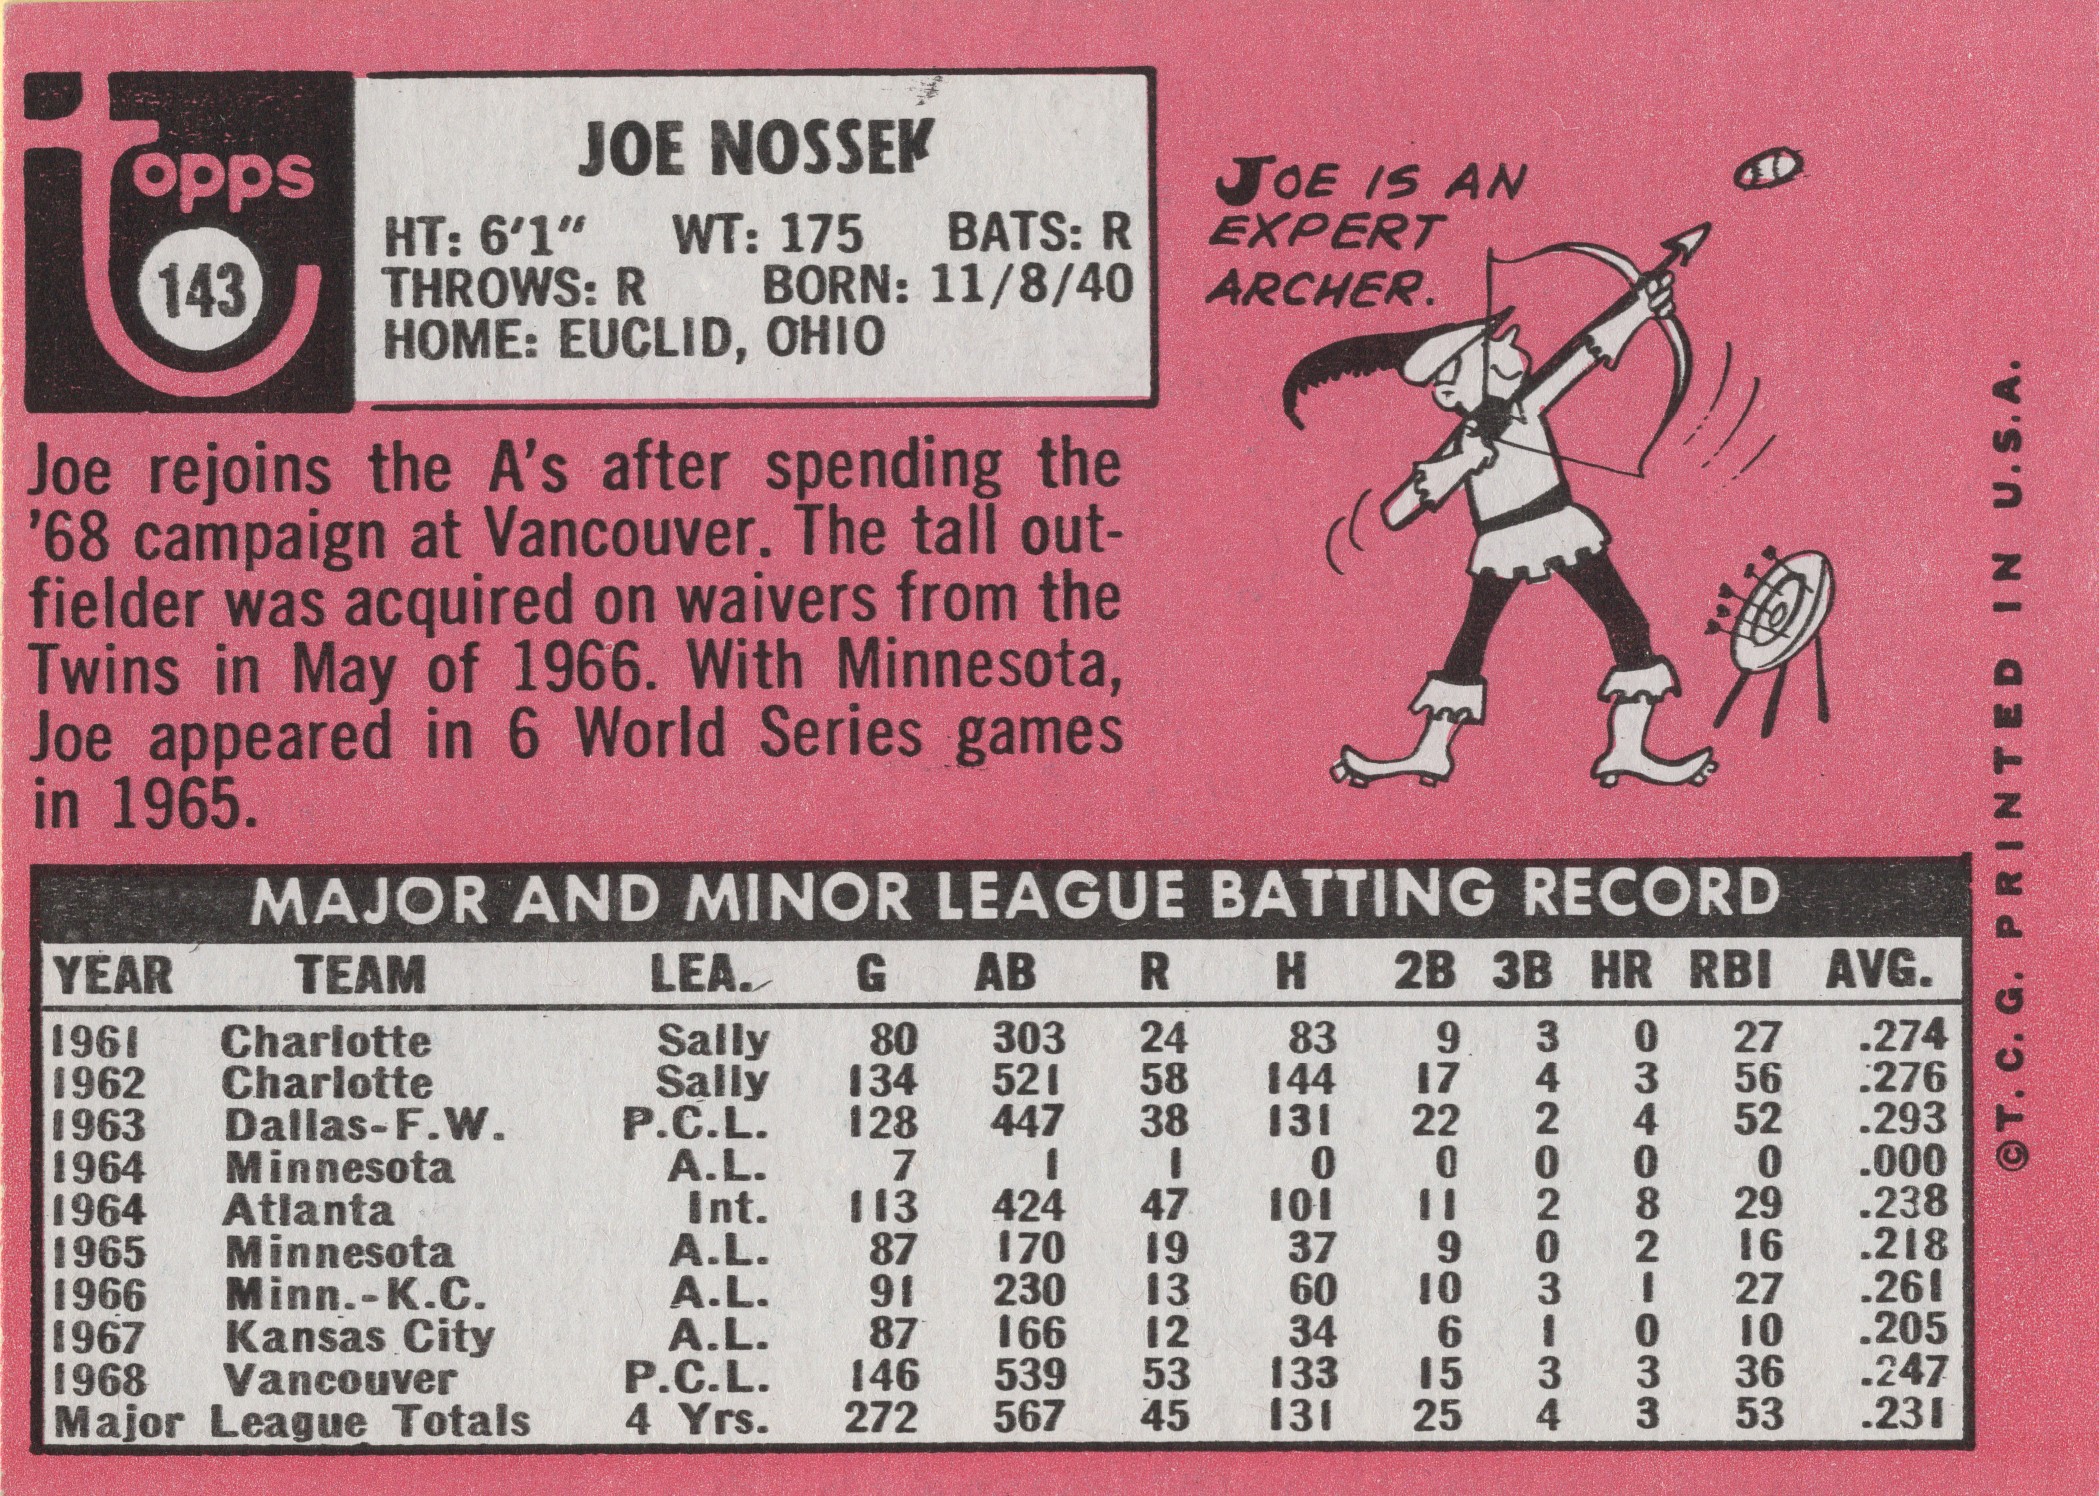 Topps
143
JOE NOSSEK
HT: 6'1" WT: 175 BATS: R
THROWS: R BORN: 11/8/40
HOME: EUCLID, OHIO
JOE IS AN
EXPERT
ARCHER.
Joe rejoins the A's after spending the
'68 campaign at Vancouver. The tall out-
fielder was acquired on waivers from the
Twins in May of 1966. With Minnesota,
Joe appeared in 6 World Series games
in 1965.
MAJOR AND MINOR LEAGUE BATTING RECORD
YEAR TEAM LEA. G AB R H 2B 3B HR RBI AVG.
1961 Charlotte Sally 80 303 24 83 9 3 0 27 .274
1962 Charlotte Sally 134 521 58 144 17 4 3 56 .276
1963 Dallas-F.W. P.C.L. 128 447 38 131 22 2 4 52 .293
1964 Minnesota A.L. 7 1 1 0 0 0 0 0 .000
1964 Atlanta Int. 113 424 47 101 11 2 8 29 .238
1965 Minnesota A.L. 87 170 19 37 9 0 2 16 .218
1966 Minn.-K.C. A.L. 91 230 13 60 10 3 1 27 .261
1967 Kansas City A.L. 87 166 12 34 6 1 0 10 .205
1968 Vancouver P.C.L. 146 539 53 133 15 3 3 36 .247
Major League Totals 4 Yrs. 272 567 45 131 25 4 3 53 .231
©T.C.G. PRINTED IN U.S.A.